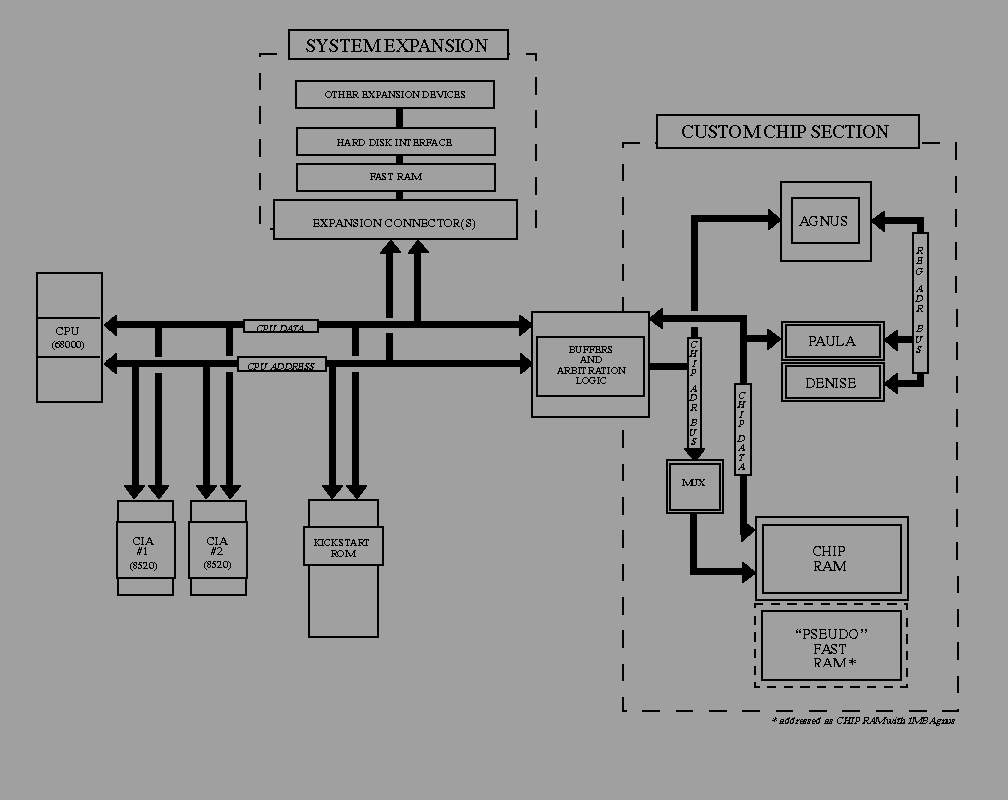 SYSTEM EXPANSION
OTHER EXPANSION DEVICES
HARD DISK INTERFACE
FAST RAM
EXPANSION CONNECTOR(S)
CUSTOM CHIP SECTION
AGNUS
REG ADR BUS
PAULA
DENISE
CPU
(68000)
CPU DATA
CPU ADDRESS
BUFFERS
AND
ARBITRATION
LOGIC
CHIP ADR BUS
CHIP DATA
MUX
CIA
#1
(8520)
CIA
#2
(8520)
KICKSTART
ROM
CHIP
RAM
“PSEUDO”
FAST
RAM*
* addressed as CHIP RAM with 1MB Agnus